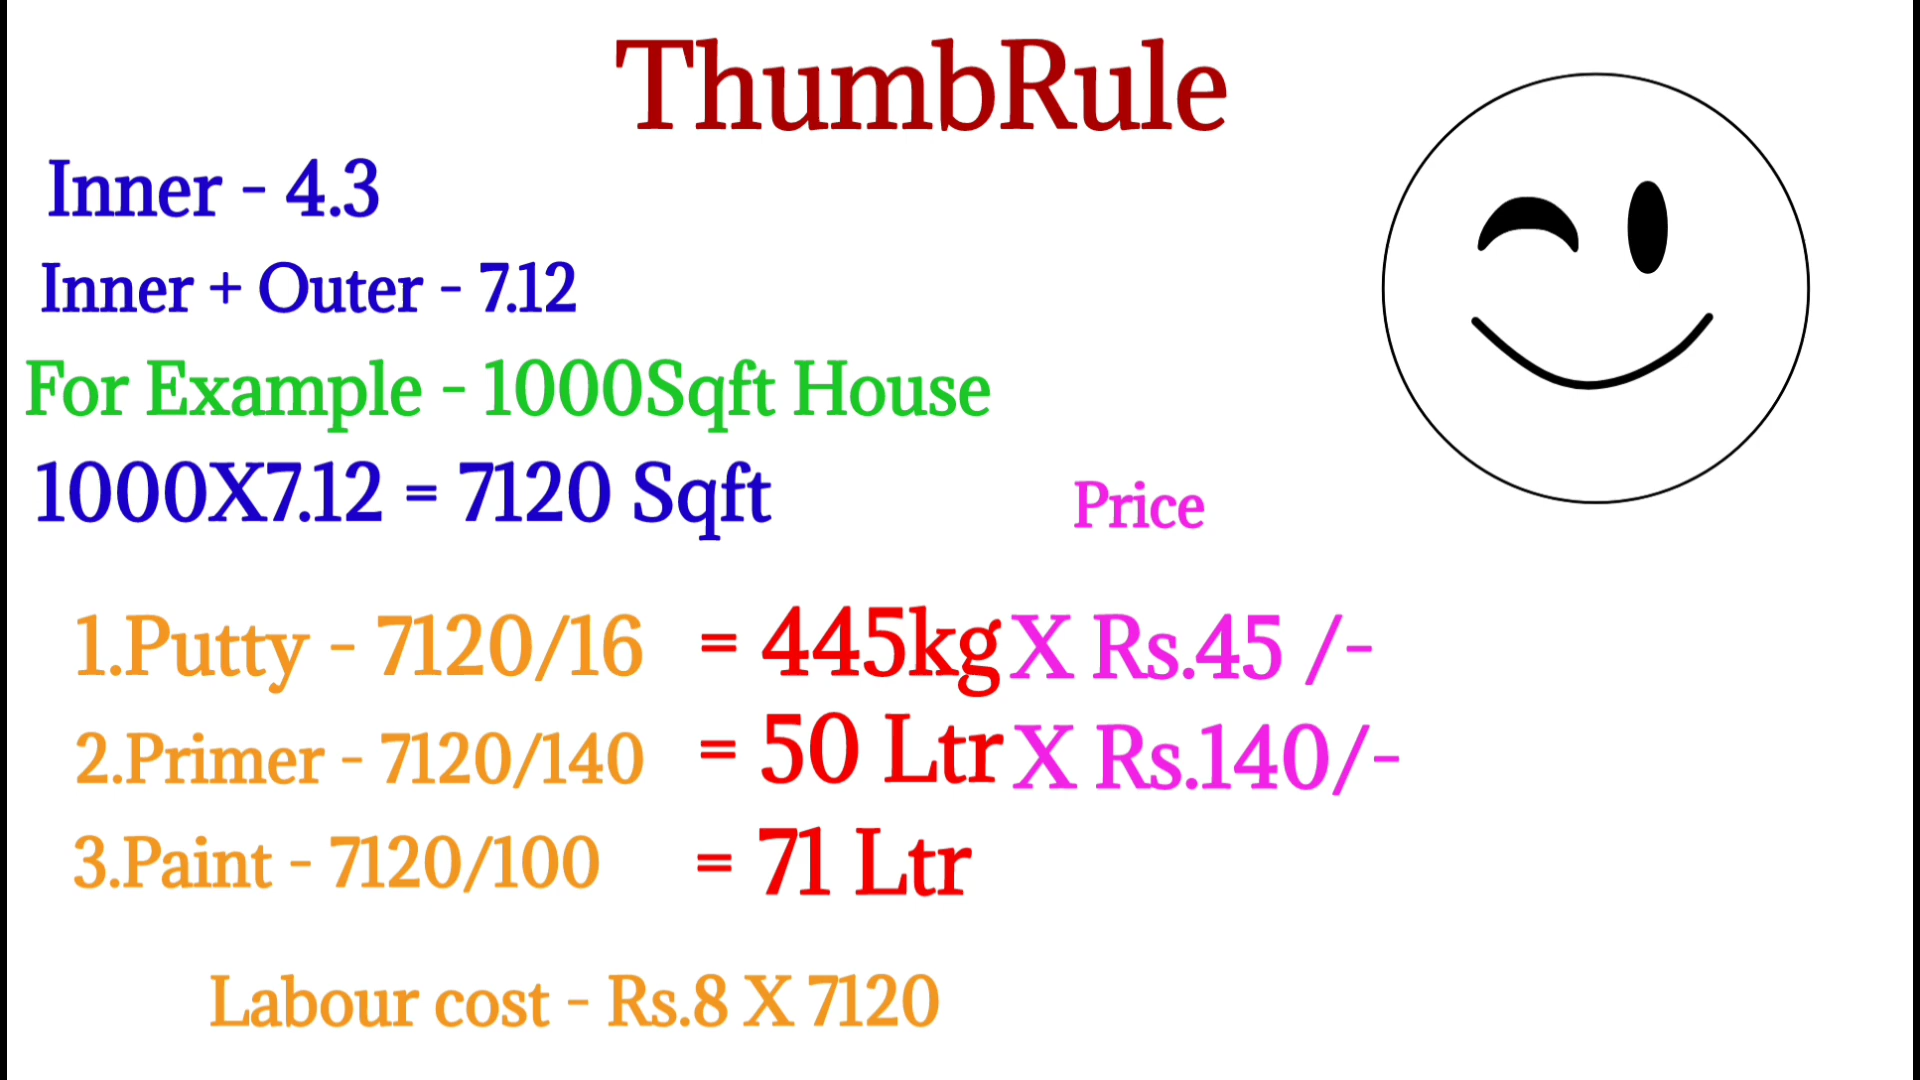 ThumbRule
Inner - 4.3
Inner + Outer - 7.12
For Example - 1000Sqft House
1000X7.12 = 7120 Sqft
Price
1.Putty - 7120/16 = 445kg X Rs.45 /-
2.Primer - 7120/140 = 50 Ltr X Rs.140/-
3.Paint - 7120/100 = 71 Ltr
Labour cost - Rs.8 X 7120